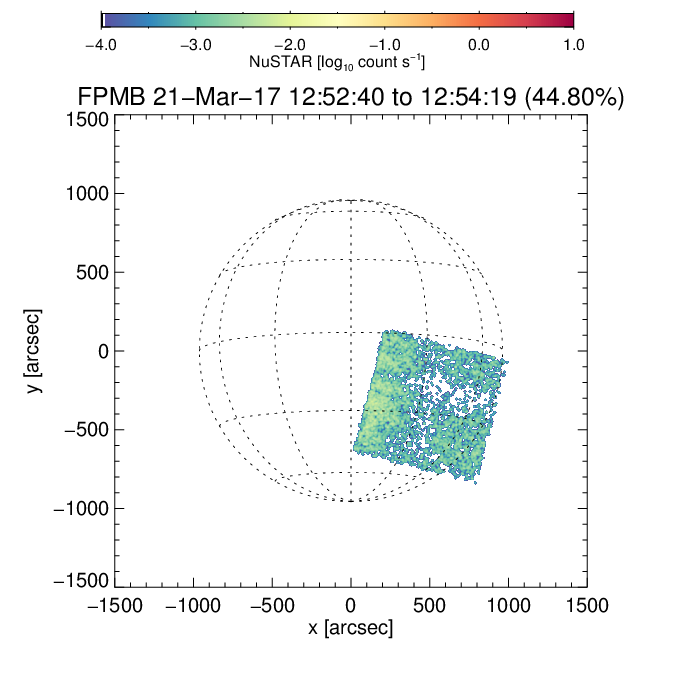 −4.0 −3.0 −2.0 −1.0 0.0 1.0
NuSTAR [log₁₀ count s⁻¹]
FPMB 21−Mar−17 12:52:40 to 12:54:19 (44.80%)
1500
1000
500
0
−500
−1000
−1500
y [arcsec]
−1500 −1000 −500 0 500 1000 1500
x [arcsec]